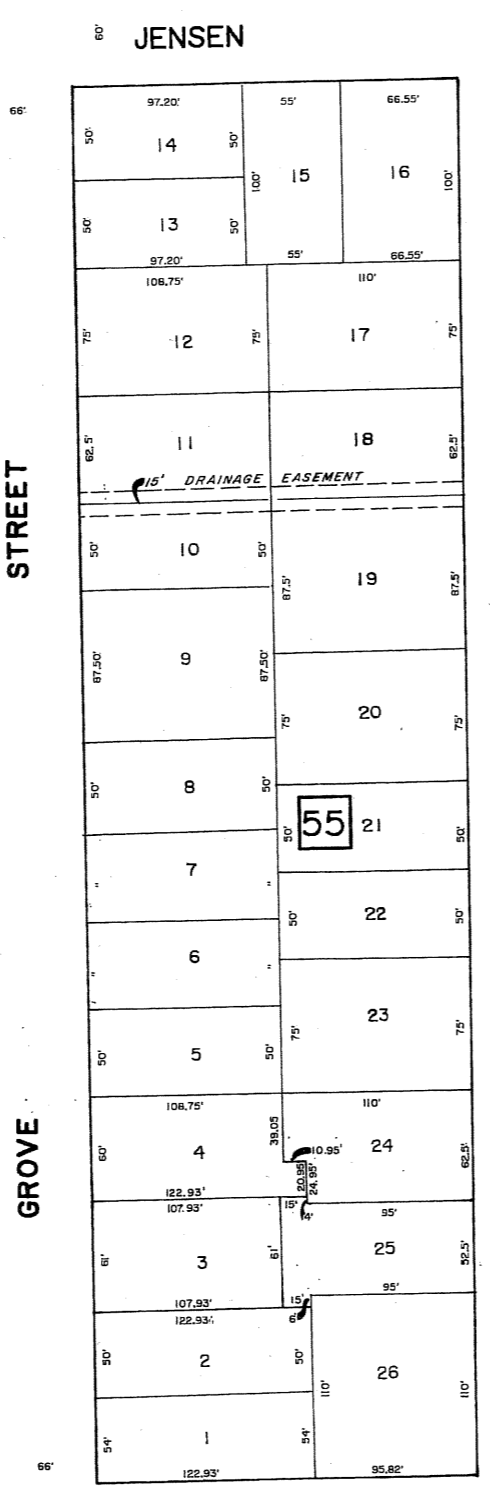 60' JENSEN
66'
97.20' 55' 66.55'
50' 14 50'
100' 15 16 100'
50' 13 50'
97.20' 55' 66.55'
108.75' 110'
75' 12 75' 17 75'
62.5' 11 18 62.5'
15' DRAINAGE EASEMENT
STREET
50' 10 50'
87.5' 19 87.5'
87.50' 9 87.50'
75' 20 75'
50' 8 50'
50' 55 21 50'
" 7 "
50' 22 50'
" 6 "
75' 23 75'
50' 5 50'
108.75' 110'
GROVE
60' 4 39.05 10.95' 24 62.5'
20.95' 24.95'
122.93'
107.93' 15' 4' 95'
61' 3 61' 25 52.5'
107.93' 15' 95'
122.93' 6'
50' 2 50'
110' 26 110'
54' 1 54'
66' 122.93' 95.82'